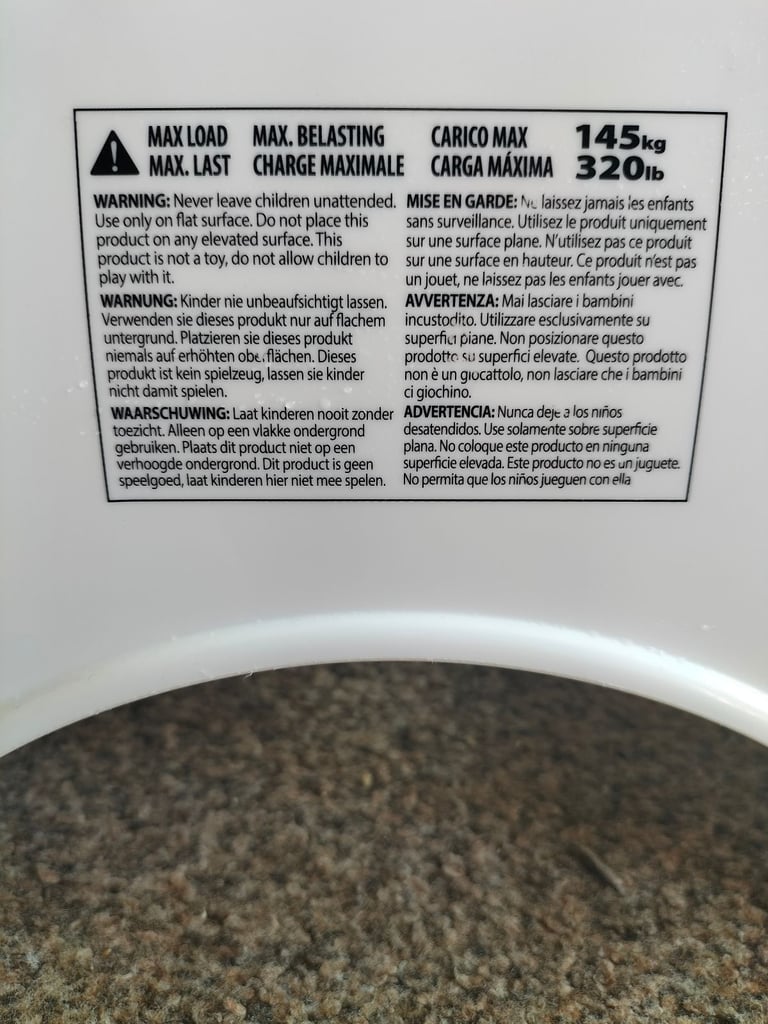 MAX LOAD MAX. BELASTING CARICO MAX 145kg
MAX. LAST CHARGE MAXIMALE CARGA MÁXIMA 320lb
WARNING: Never leave children unattended.
Use only on flat surface. Do not place this
product on any elevated surface. This
product is not a toy, do not allow children to
play with it.
WARNUNG: Kinder nie unbeaufsichtigt lassen.
Verwenden sie dieses produkt nur auf flachem
untergrund. Platzieren sie dieses produkt
niemals auf erhöhten oberflächen. Dieses
produkt ist kein spielzeug, lassen sie kinder
nicht damit spielen.
WAARSCHUWING: Laat kinderen nooit zonder
toezicht. Alleen op een vlakke ondergrond
gebruiken. Plaats dit product niet op een
verhoogde ondergrond. Dit product is geen
speelgoed, laat kinderen hier niet mee spelen.
MISE EN GARDE: Ne laissez jamais les enfants
sans surveillance. Utilisez le produit uniquement
sur une surface plane. N'utilisez pas ce produit
sur une surface en hauteur. Ce produit n'est pas
un jouet, ne laissez pas les enfants jouer avec.
AVVERTENZA: Mai lasciare i bambini
incustodito. Utilizzare esclusivamente su
superfici piane. Non posizionare questo
prodotto su superfici elevate. Questo prodotto
non è un giocattolo, non lasciare che i bambini
ci giochino.
ADVERTENCIA: Nunca deje a los niños
desatendidos. Use solamente sobre superficie
plana. No coloque este producto en ninguna
superficie elevada. Este producto no es un juguete.
No permita que los niños jueguen con ella